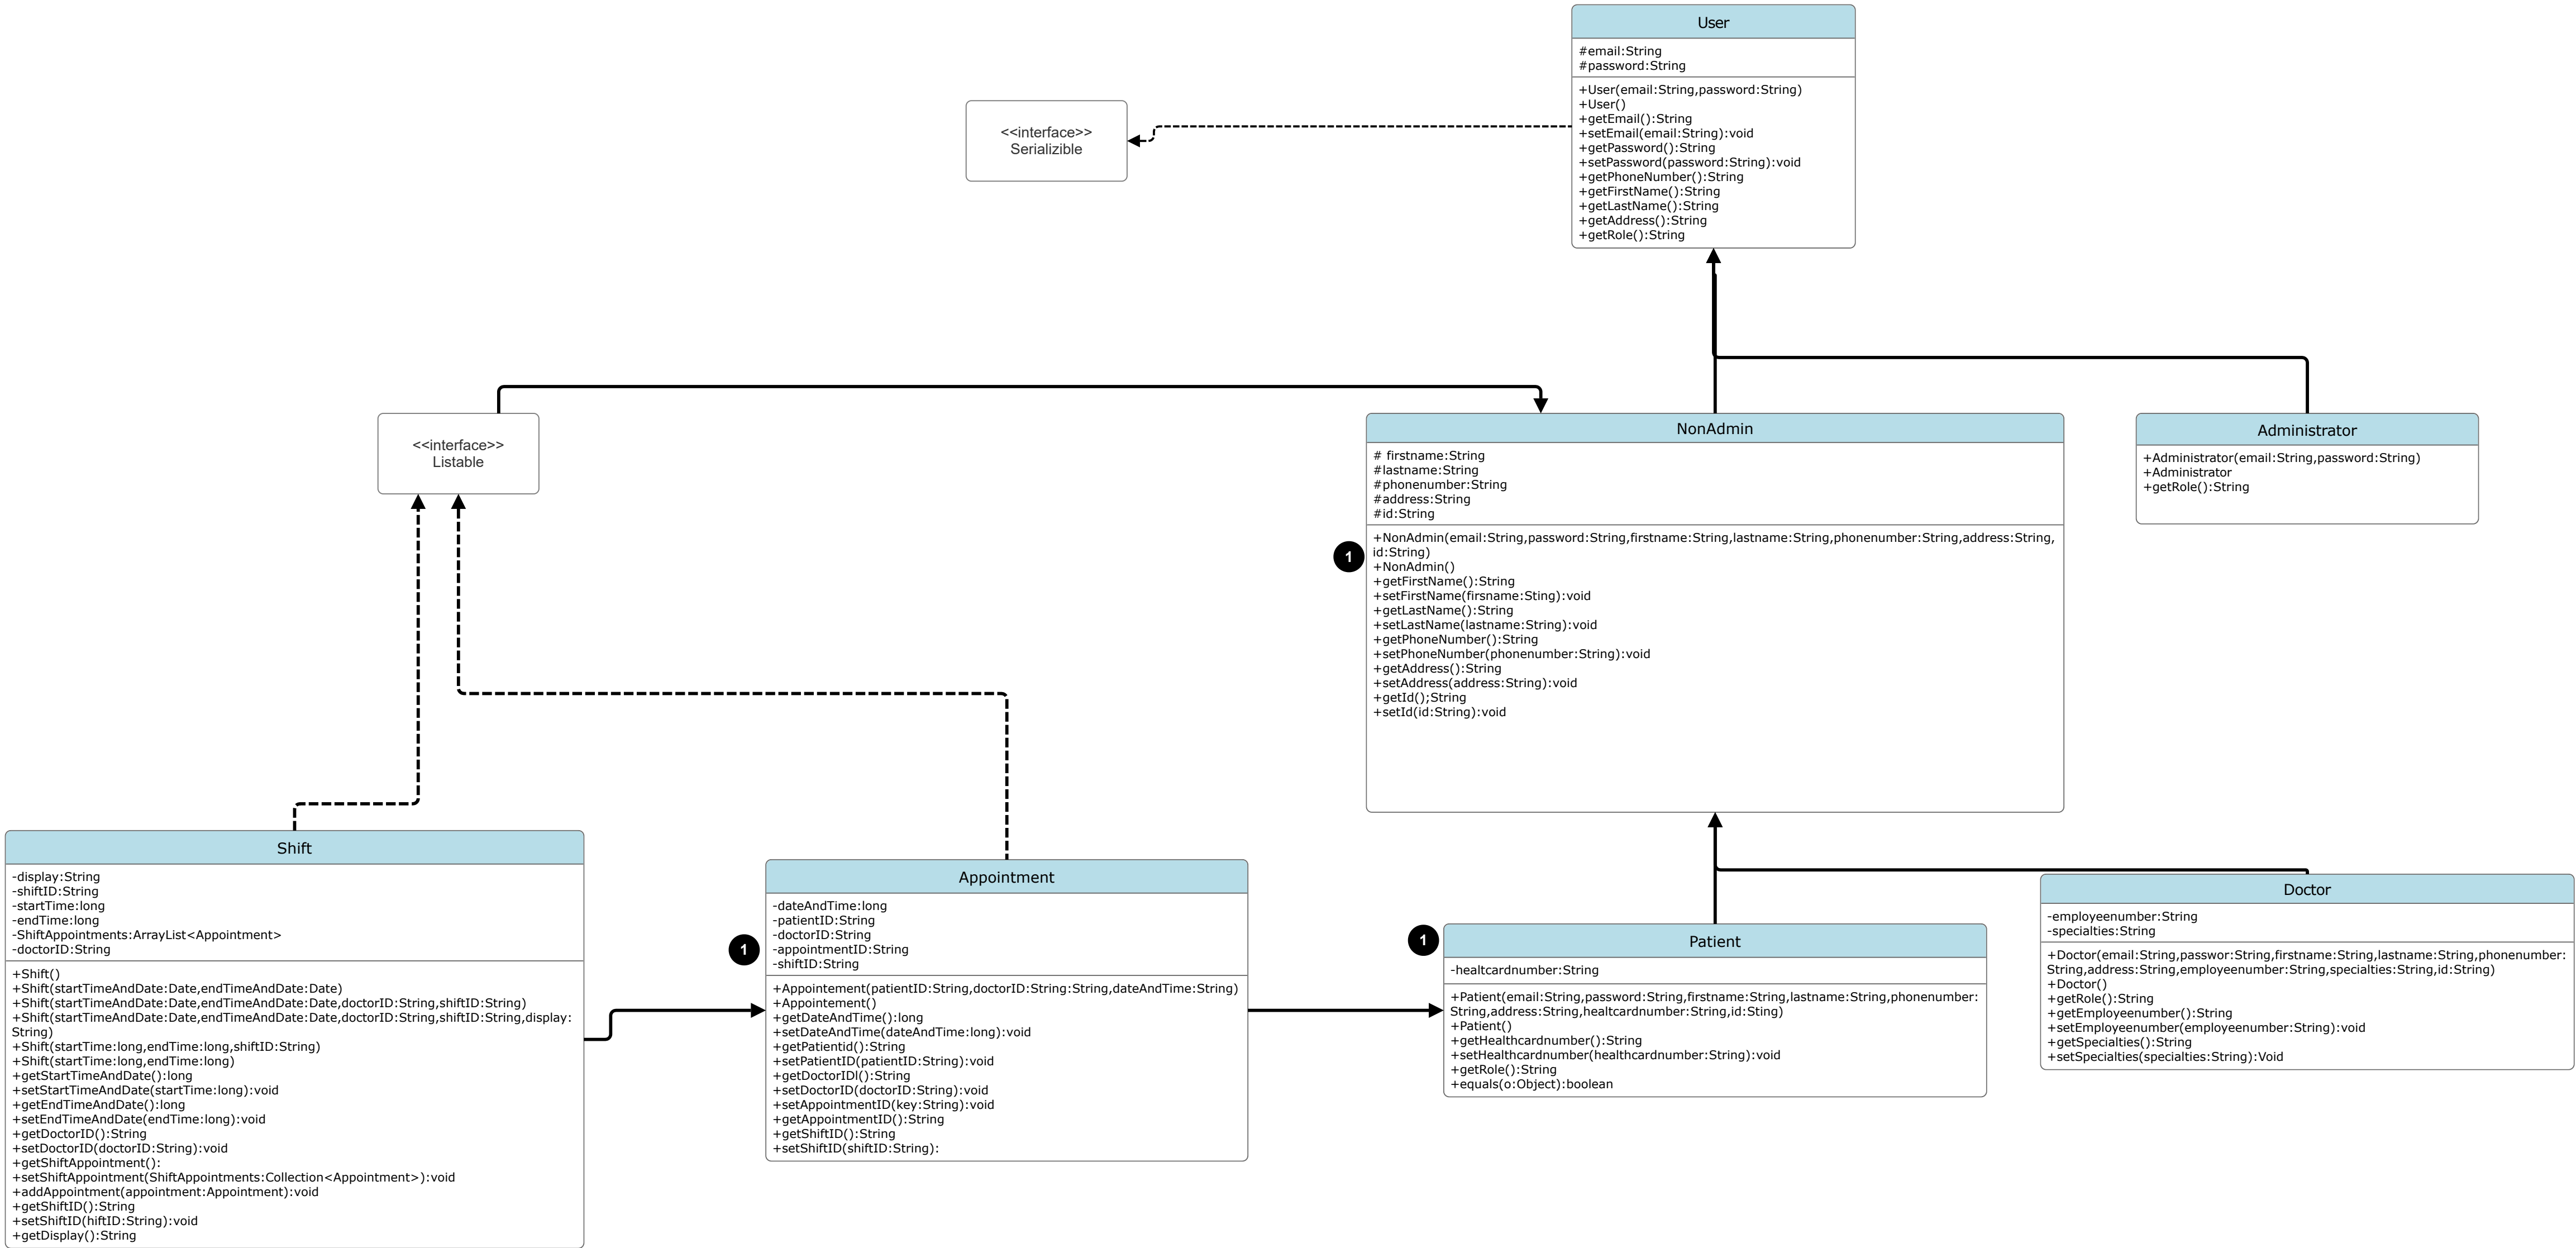 User
#email:String
#password:String
+User(email:String,password:String)
+User()
+getEmail():String
+setEmail(email:String):void
+getPassword():String
+setPassword(password:String):void
+getPhoneNumber():String
+getFirstName():String
+getLastName():String
+getAddress():String
+getRole():String
<<interface>>
Serializible
<<interface>>
Listable
NonAdmin
# firstname:String
#lastname:String
#phonenumber:String
#address:String
#id:String
1
+NonAdmin(email:String,password:String,firstname:String,lastname:String,phonenumber:String,address:String,
id:String)
+NonAdmin()
+getFirstName():String
+setFirstName(firsname:Sting):void
+getLastName():String
+setLastName(lastname:String):void
+getPhoneNumber():String
+setPhoneNumber(phonenumber:String):void
+getAddress():String
+setAddress(address:String):void
+getId();String
+setId(id:String):void
Administrator
+Administrator(email:String,password:String)
+Administrator
+getRole():String
Shift
-display:String
-shiftID:String
-startTime:long
-endTime:long
-ShiftAppointments:ArrayList<Appointment>
-doctorID:String
+Shift()
+Shift(startTimeAndDate:Date,endTimeAndDate:Date)
+Shift(startTimeAndDate:Date,endTimeAndDate:Date,doctorID:String,shiftID:String)
+Shift(startTimeAndDate:Date,endTimeAndDate:Date,doctorID:String,shiftID:String,display:
String)
+Shift(startTime:long,endTime:long,shiftID:String)
+Shift(startTime:long,endTime:long)
+getStartTimeAndDate():long
+setStartTimeAndDate(startTime:long):void
+getEndTimeAndDate():long
+setEndTimeAndDate(endTime:long):void
+getDoctorID():String
+setDoctorID(doctorID:String):void
+getShiftAppointment():
+setShiftAppointment(ShiftAppointments:Collection<Appointment>):void
+addAppointment(appointment:Appointment):void
+getShiftID():String
+setShiftID(hiftID:String):void
+getDisplay():String
Appointment
-dateAndTime:long
-patientID:String
-doctorID:String
-appointmentID:String
-shiftID:String
1
+Appointement(patientID:String,doctorID:String:String,dateAndTime:String)
+Appointement()
+getDateAndTime():long
+setDateAndTime(dateAndTime:long):void
+getPatientid():String
+setPatientID(patientID:String):void
+getDoctorIDl():String
+setDoctorID(doctorID:String):void
+setAppointmentID(key:String):void
+getAppointmentID():String
+getShiftID():String
+setShiftID(shiftID:String):
1
Patient
-healtcardnumber:String
+Patient(email:String,password:String,firstname:String,lastname:String,phonenumber:
String,address:String,healtcardnumber:String,id:Sting)
+Patient()
+getHealthcardnumber():String
+setHealthcardnumber(healthcardnumber:String):void
+getRole():String
+equals(o:Object):boolean
Doctor
-employeenumber:String
-specialties:String
+Doctor(email:String,passwor:String,firstname:String,lastname:String,phonenumber:
String,address:String,employeenumber:String,specialties:String,id:String)
+Doctor()
+getRole():String
+getEmployeenumber():String
+setEmployeenumber(employeenumber:String):void
+getSpecialties():String
+setSpecialties(specialties:String):Void